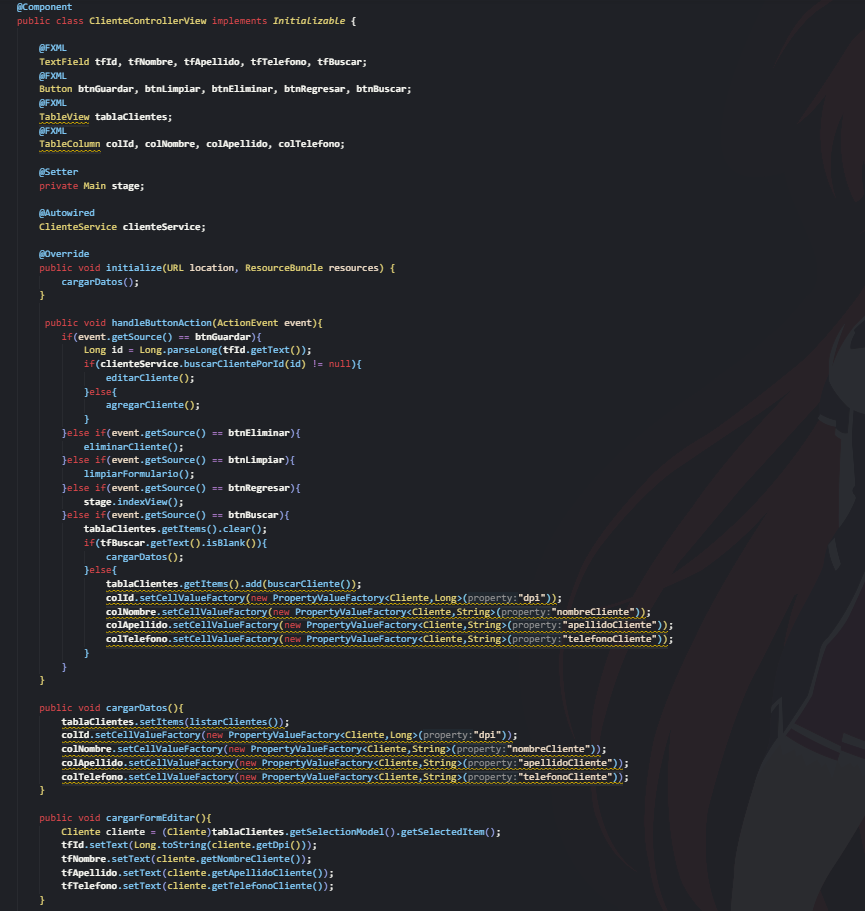 @Component
public class ClienteControllerView implements Initializable {
@FXML
TextField tfId, tfNombre, tfApellido, tfTelefono, tfBuscar;
@FXML
Button btnGuardar, btnLimpiar, btnEliminar, btnRegresar, btnBuscar;
@FXML
TableView tablaClientes;
@FXML
TableColumn colId, colNombre, colApellido, colTelefono;
@Setter
private Main stage;
@Autowired
ClienteService clienteService;
@Override
public void initialize(URL location, ResourceBundle resources) {
cargarDatos();
}
public void handleButtonAction(ActionEvent event){
if(event.getSource() == btnGuardar){
Long id = Long.parseLong(tfId.getText());
if(clienteService.buscarClientePorId(id) != null){
editarCliente();
}else{
agregarCliente();
}
}else if(event.getSource() == btnEliminar){
eliminarCliente();
}else if(event.getSource() == btnLimpiar){
limpiarFormulario();
}else if(event.getSource() == btnRegresar){
stage.indexView();
}else if(event.getSource() == btnBuscar){
tablaClientes.getItems().clear();
if(tfBuscar.getText().isBlank()){
cargarDatos();
}else{
tablaClientes.getItems().add(buscarCliente());
colId.setCellValueFactory(new PropertyValueFactory<Cliente,Long>(property:"dpi"));
colNombre.setCellValueFactory(new PropertyValueFactory<Cliente,String>(property:"nombreCliente"));
colApellido.setCellValueFactory(new PropertyValueFactory<Cliente,String>(property:"apellidoCliente"));
colTelefono.setCellValueFactory(new PropertyValueFactory<Cliente,String>(property:"telefonoCliente"));
}
}
}
public void cargarDatos(){
tablaClientes.setItems(listarClientes());
colId.setCellValueFactory(new PropertyValueFactory<Cliente,Long>(property:"dpi"));
colNombre.setCellValueFactory(new PropertyValueFactory<Cliente,String>(property:"nombreCliente"));
colApellido.setCellValueFactory(new PropertyValueFactory<Cliente,String>(property:"apellidoCliente"));
colTelefono.setCellValueFactory(new PropertyValueFactory<Cliente,String>(property:"telefonoCliente"));
}
public void cargarFormEditar(){
Cliente cliente = (Cliente)tablaClientes.getSelectionModel().getSelectedItem();
tfId.setText(Long.toString(cliente.getDpi()));
tfNombre.setText(cliente.getNombreCliente());
tfApellido.setText(cliente.getApellidoCliente());
tfTelefono.setText(cliente.getTelefonoCliente());
}